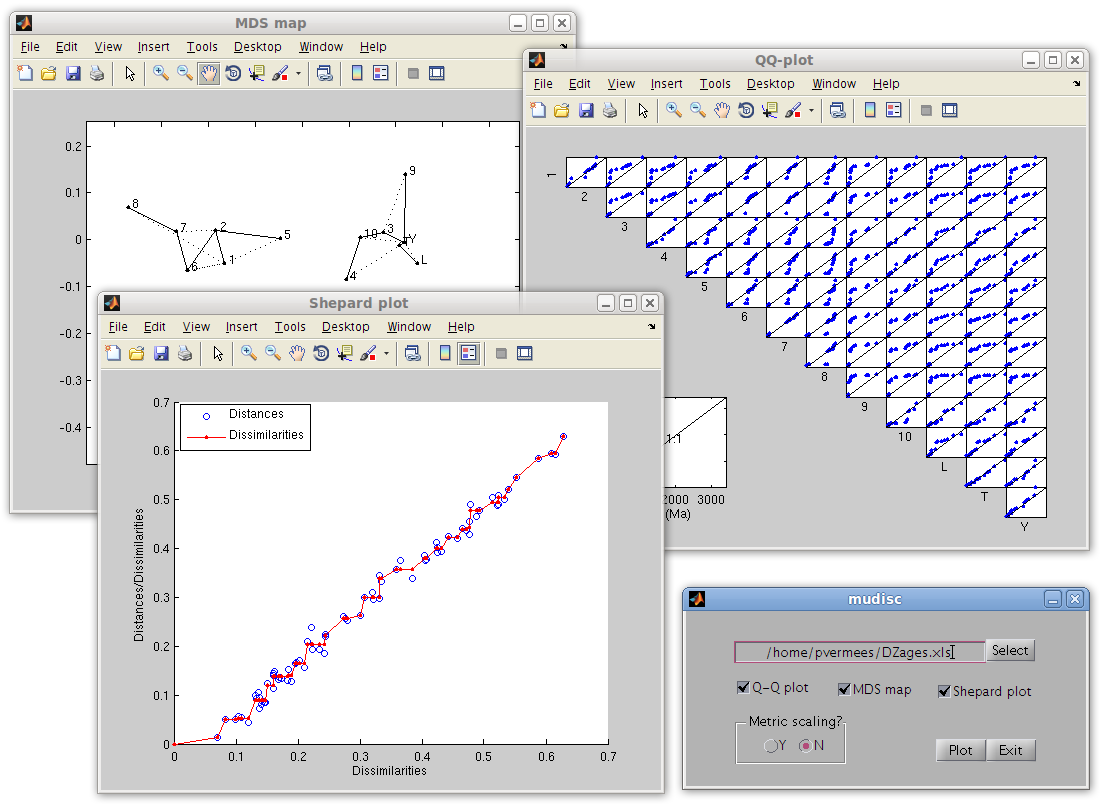 MDS map
File Edit View Insert Tools Desktop Window Help
0.2
0.1
0
-0.1
-0.2
-0.3
-0.4
8
7
2
5
6
1
9
3
10
Y
L
4
QQ-plot
File Edit View Insert Tools Desktop Window Help
1
2
3
4
5
6
7
8
9
10
L
T
Y
1:1
2000 3000
(Ma)
Shepard plot
File Edit View Insert Tools Desktop Window Help
Distances
Dissimilarities
Distances/Dissimilarities
0.7
0.6
0.5
0.4
0.3
0.2
0.1
0
0 0.1 0.2 0.3 0.4 0.5 0.6 0.7
Dissimilarities
mudisc
/home/pvermees/DZages.xls Select
Q-Q plot MDS map Shepard plot
Metric scaling?
Y N
Plot Exit